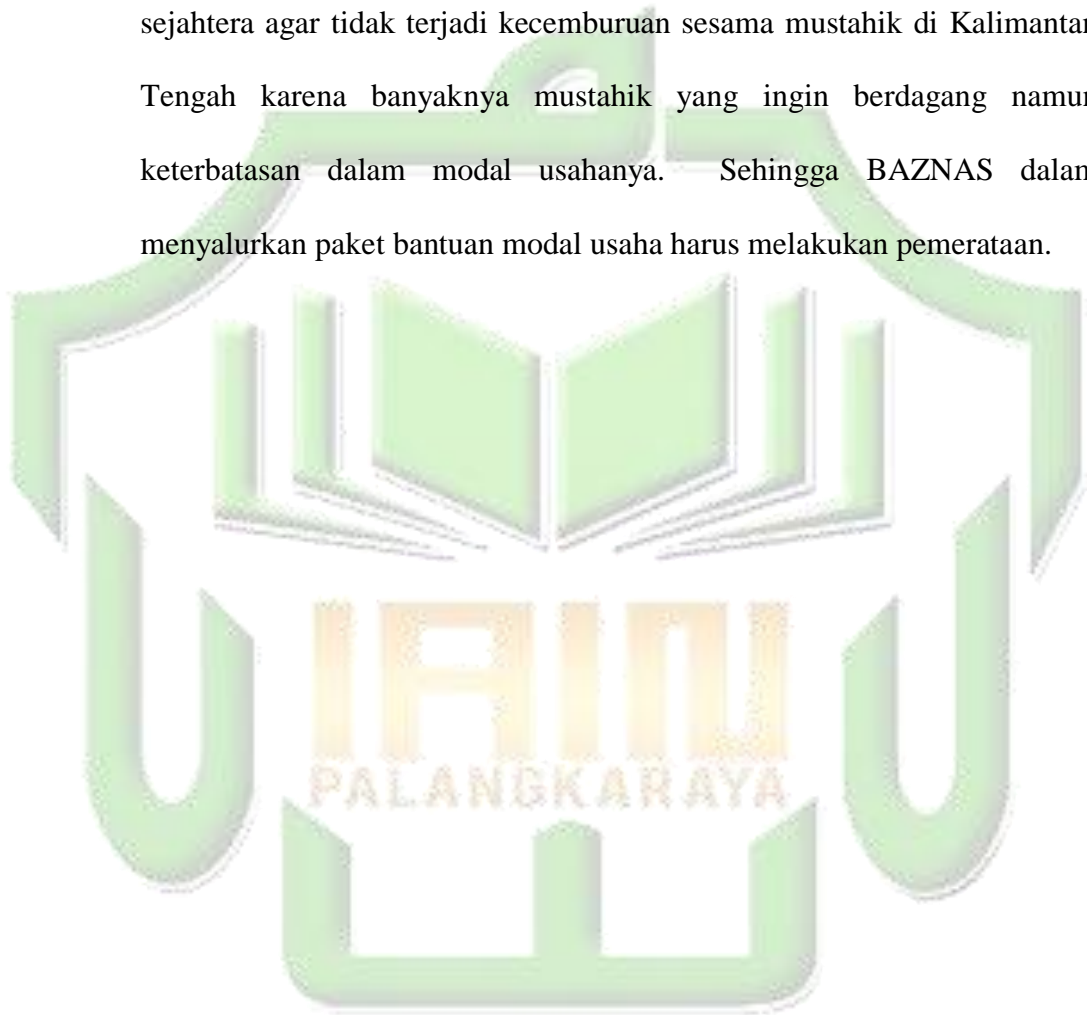 sejahtera agar tidak terjadi kecemburuan sesama mustahik di Kalimantan
Tengah karena banyaknya mustahik yang ingin berdagang namun
keterbatasan dalam modal usahanya. Sehingga BAZNAS dalam
menyalurkan paket bantuan modal usaha harus melakukan pemerataan.
IAIN
PALANGKARAYA